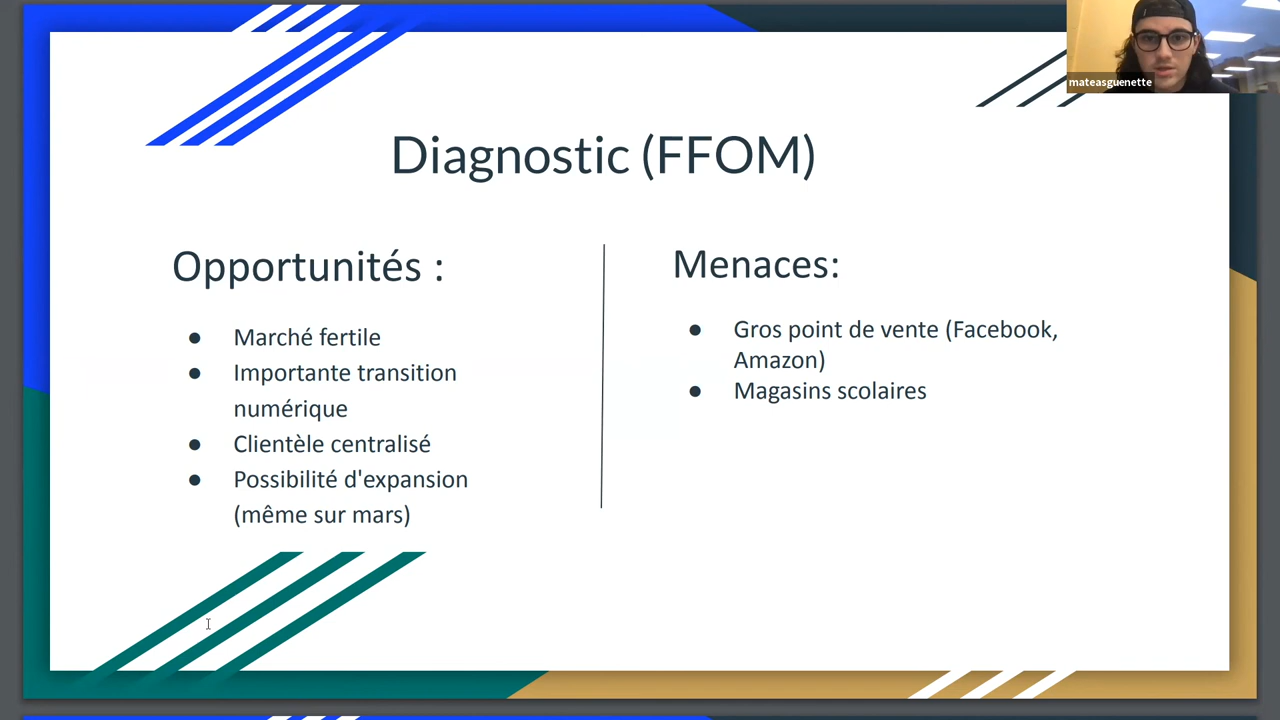 mateasguenette
Diagnostic (FFOM)
Opportunités :
● Marché fertile
● Importante transition
numérique
● Clientèle centralisé
● Possibilité d'expansion
(même sur mars)
Menaces:
● Gros point de vente (Facebook,
Amazon)
● Magasins scolaires